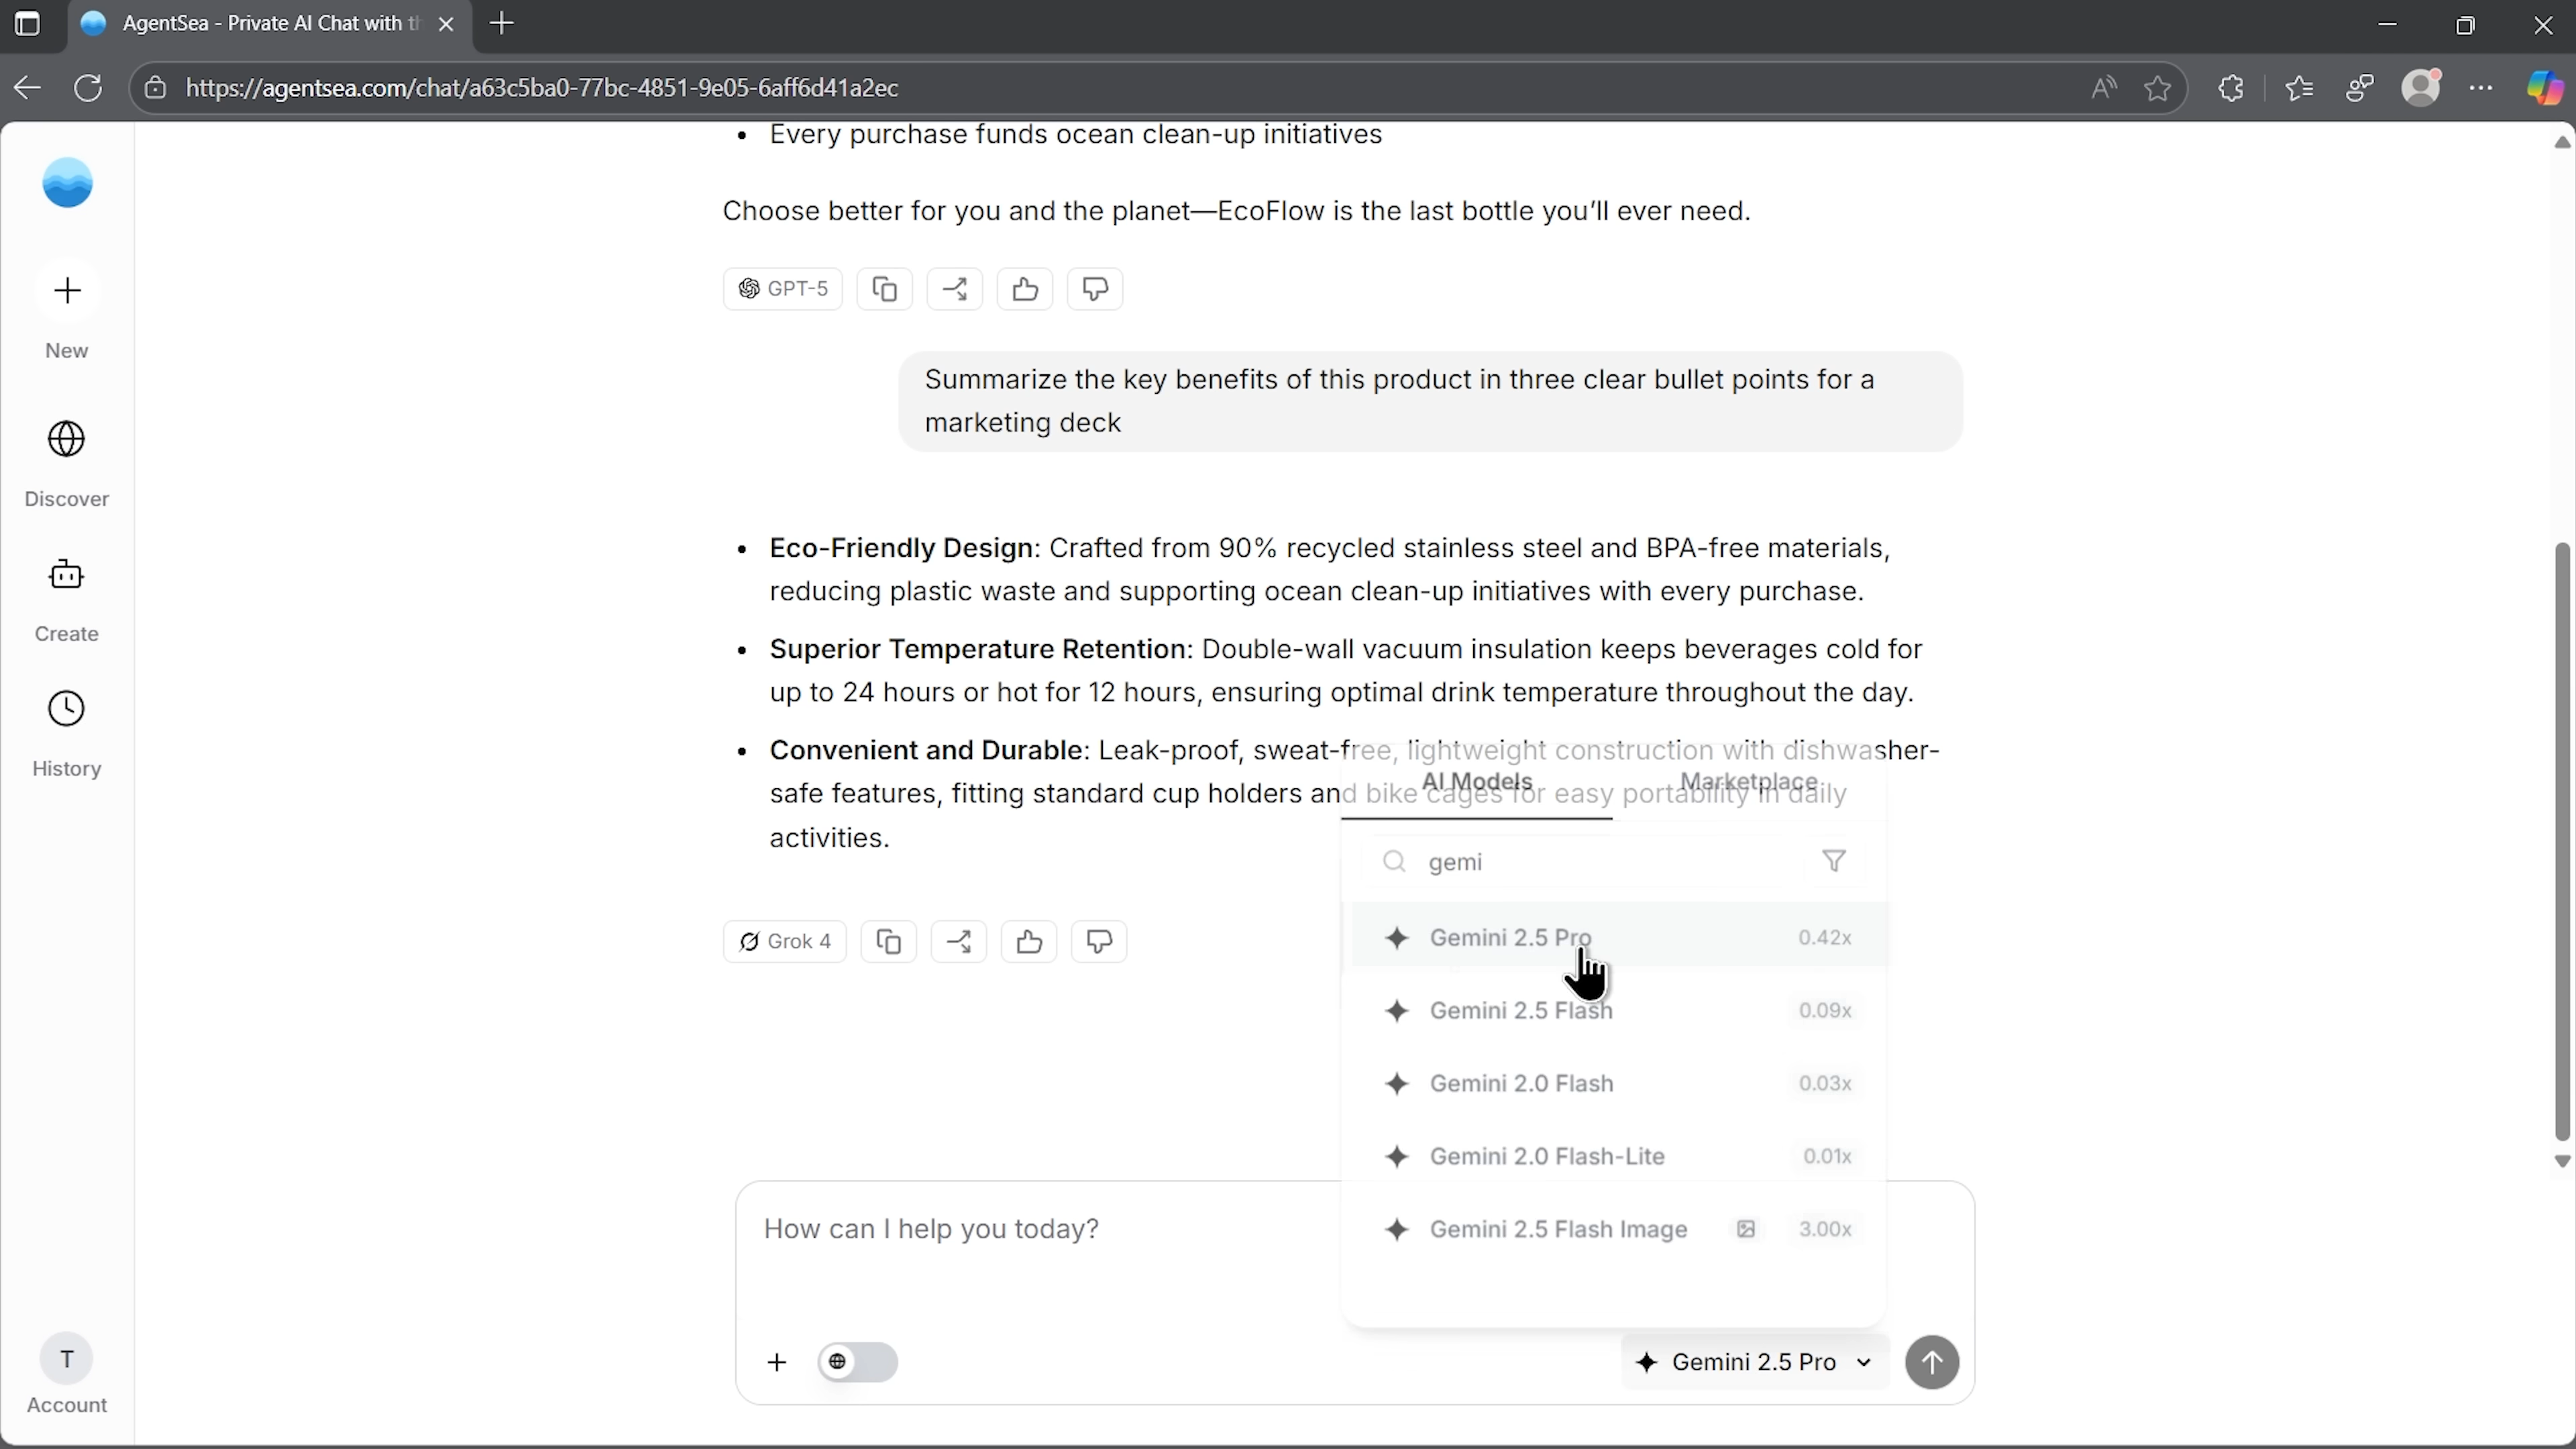 AgentSea - Private AI Chat with th
https://agentsea.com/chat/a63c5ba0-77bc-4851-9e05-6aff6d41a2ec
New
Discover
Create
History
T
Account
• Every purchase funds ocean clean-up initiatives
Choose better for you and the planet—EcoFlow is the last bottle you'll ever need.
GPT-5
Summarize the key benefits of this product in three clear bullet points for a
marketing deck
• Eco-Friendly Design: Crafted from 90% recycled stainless steel and BPA-free materials,
reducing plastic waste and supporting ocean clean-up initiatives with every purchase.
• Superior Temperature Retention: Double-wall vacuum insulation keeps beverages cold for
up to 24 hours or hot for 12 hours, ensuring optimal drink temperature throughout the day.
• Convenient and Durable: Leak-proof, sweat-free, lightweight construction with dishwasher-
safe features, fitting standard cup holders and bike cages for easy portability in daily
activities.
Grok 4
AI Models Marketplace
gemi
Gemini 2.5 Pro 0.42x
Gemini 2.5 Flash 0.09x
Gemini 2.0 Flash 0.03x
Gemini 2.0 Flash-Lite 0.01x
Gemini 2.5 Flash Image 3.00x
How can I help you today?
Gemini 2.5 Pro